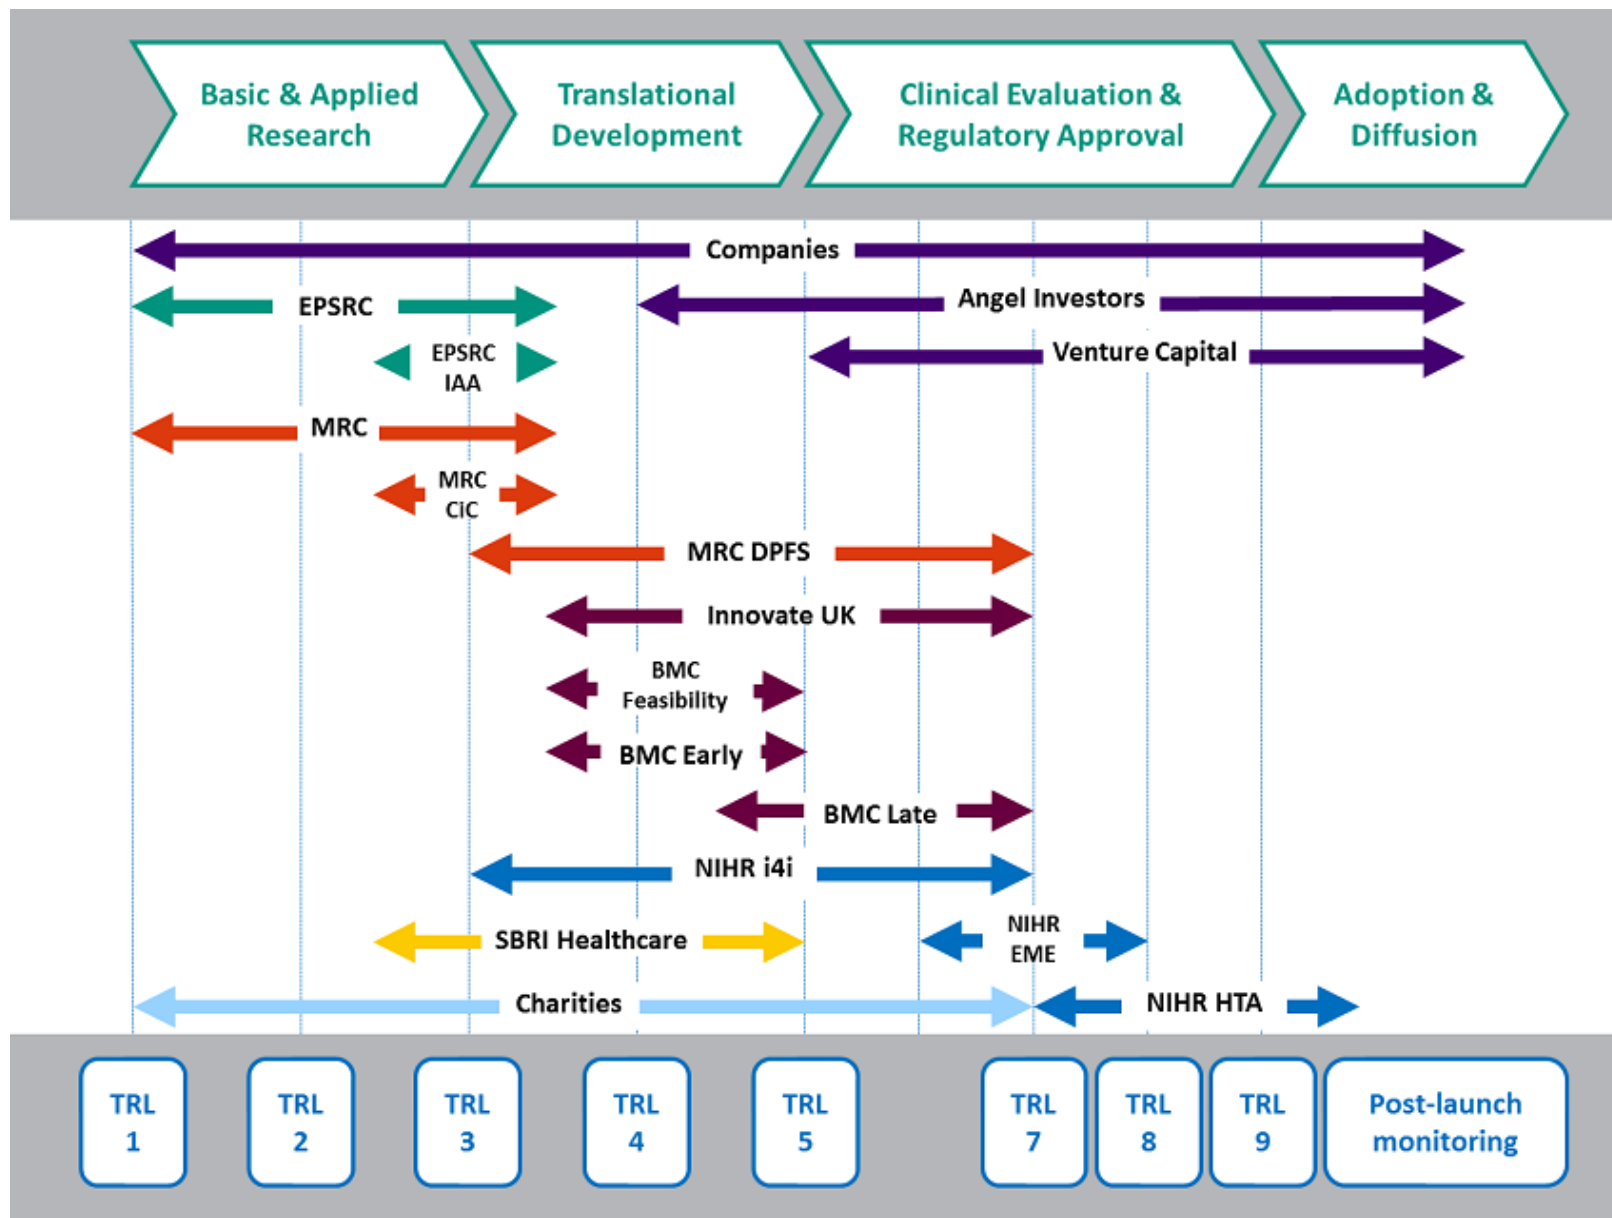 Basic & Applied
Research
Translational
Development
Clinical Evaluation &
Regulatory Approval
Adoption &
Diffusion
Companies
EPSRC
Angel Investors
EPSRC
IAA
Venture Capital
MRC
MRC
CiC
MRC DPFS
Innovate UK
BMC
Feasibility
BMC Early
BMC Late
NIHR i4i
SBRI Healthcare
NIHR
EME
Charities
NIHR HTA
TRL
1
TRL
2
TRL
3
TRL
4
TRL
5
TRL
7
TRL
8
TRL
9
Post-launch
monitoring